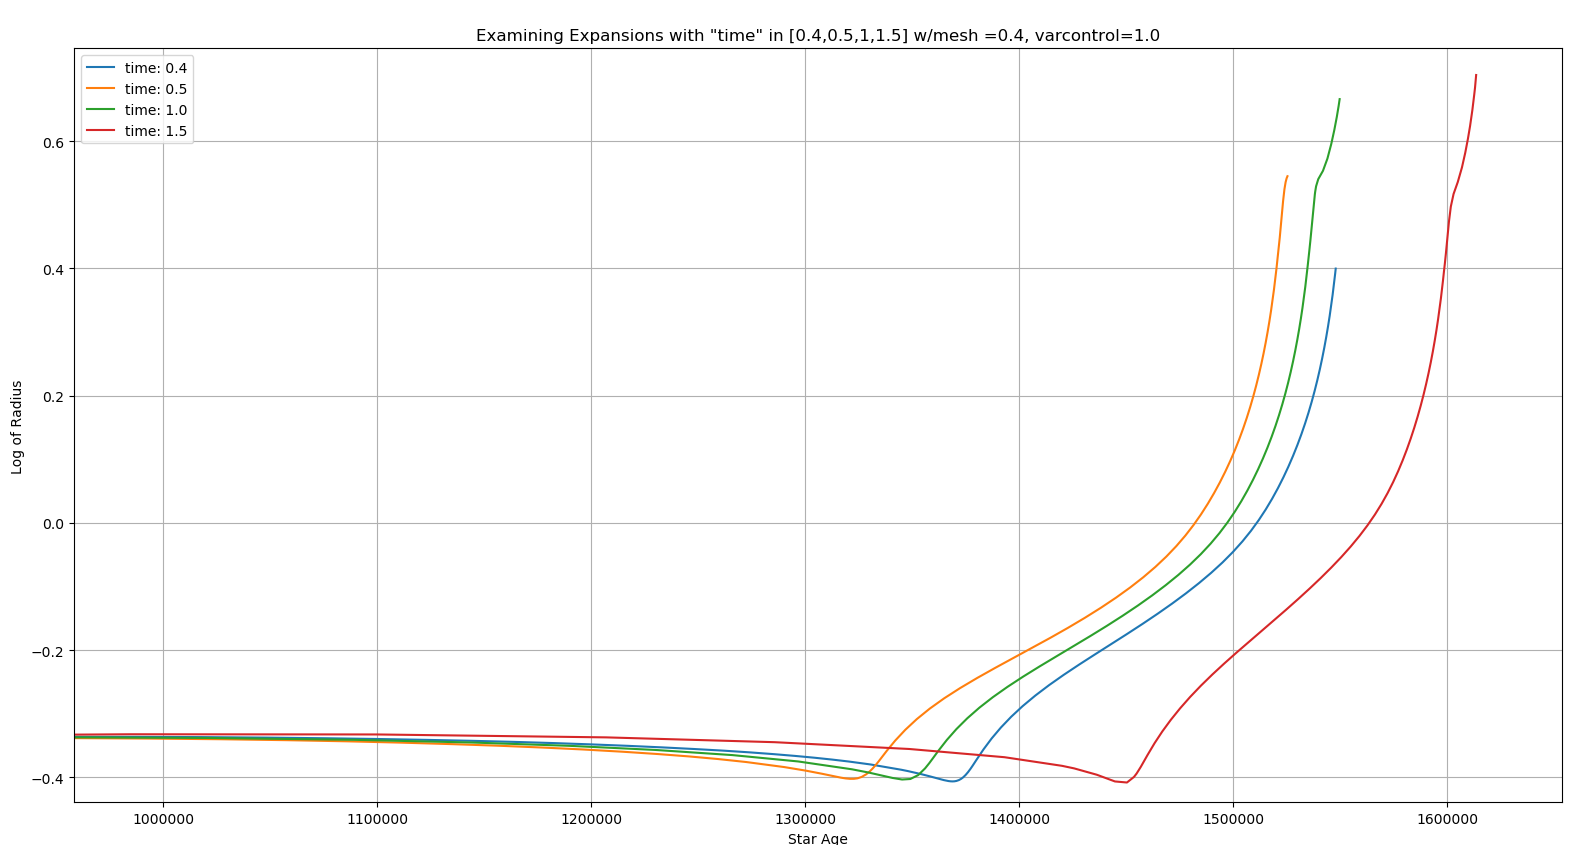 Examining Expansions with "time" in [0.4,0.5,1,1.5] w/mesh =0.4, varcontrol=1.0
time: 0.4
time: 0.5
time: 1.0
time: 1.5
Log of Radius
0.6
0.4
0.2
0.0
−0.2
−0.4
1000000 1100000 1200000 1300000 1400000 1500000 1600000
Star Age